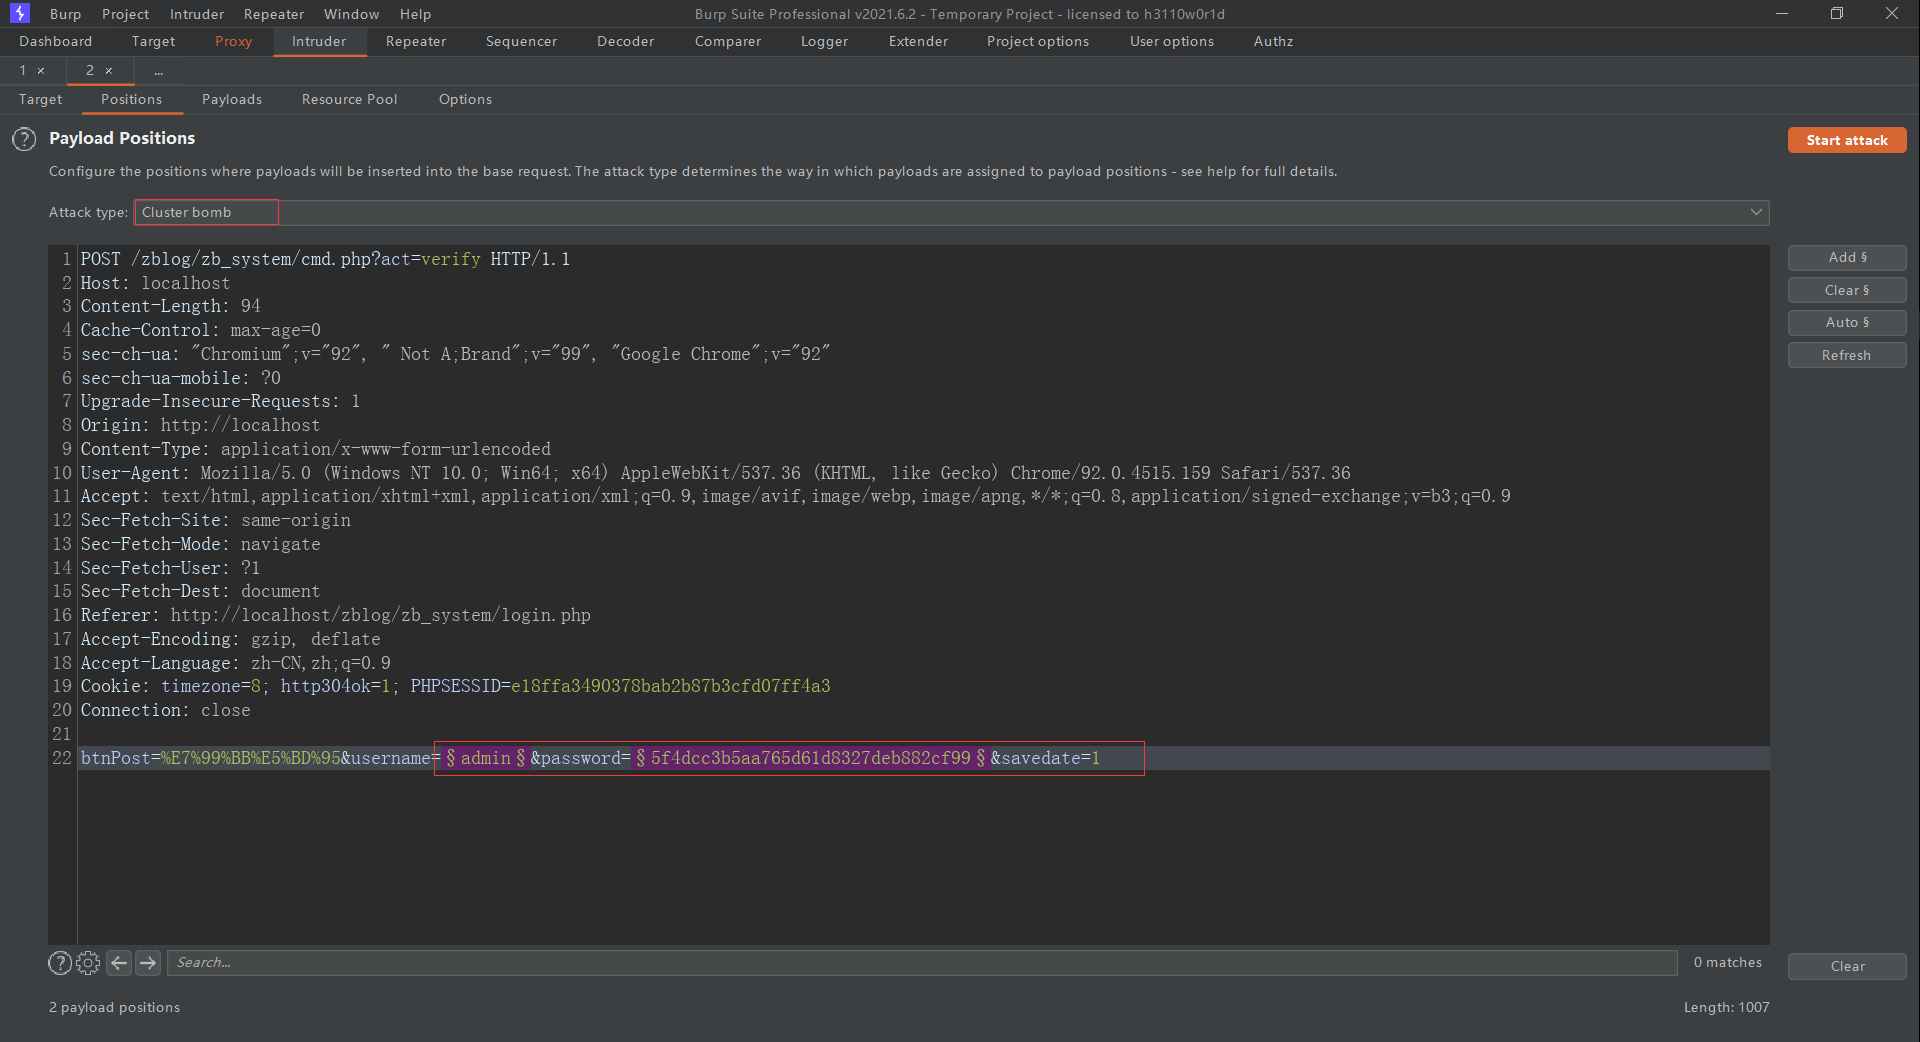 Burp Project Intruder Repeater Window Help Burp Suite Professional v2021.6.2 - Temporary Project - licensed to h3110w0r1d
Dashboard Target Proxy Intruder Repeater Sequencer Decoder Comparer Logger Extender Project options User options Authz
1 × 2 × ...
Target Positions Payloads Resource Pool Options
? Payload Positions Start attack
Configure the positions where payloads will be inserted into the base request. The attack type determines the way in which payloads are assigned to payload positions - see help for full details.
Attack type: Cluster bomb
1 POST /zblog/zb_system/cmd.php?act=verify HTTP/1.1
2 Host: localhost
3 Content-Length: 94
4 Cache-Control: max-age=0
5 sec-ch-ua: "Chromium";v="92", " Not A;Brand";v="99", "Google Chrome";v="92"
6 sec-ch-ua-mobile: ?0
7 Upgrade-Insecure-Requests: 1
8 Origin: http://localhost
9 Content-Type: application/x-www-form-urlencoded
10 User-Agent: Mozilla/5.0 (Windows NT 10.0; Win64; x64) AppleWebKit/537.36 (KHTML, like Gecko) Chrome/92.0.4515.159 Safari/537.36
11 Accept: text/html,application/xhtml+xml,application/xml;q=0.9,image/avif,image/webp,image/apng,*/*;q=0.8,application/signed-exchange;v=b3;q=0.9
12 Sec-Fetch-Site: same-origin
13 Sec-Fetch-Mode: navigate
14 Sec-Fetch-User: ?1
15 Sec-Fetch-Dest: document
16 Referer: http://localhost/zblog/zb_system/login.php
17 Accept-Encoding: gzip, deflate
18 Accept-Language: zh-CN,zh;q=0.9
19 Cookie: timezone=8; http304ok=1; PHPSESSID=e18ffa3490378bab2b87b3cfd07ff4a3
20 Connection: close
21
22 btnPost=%E7%99%BB%E5%BD%95&username=§admin§&password=§5f4dcc3b5aa765d61d8327deb882cf99§&savedate=1
Add §
Clear §
Auto §
Refresh
? Search... 0 matches Clear
2 payload positions Length: 1007